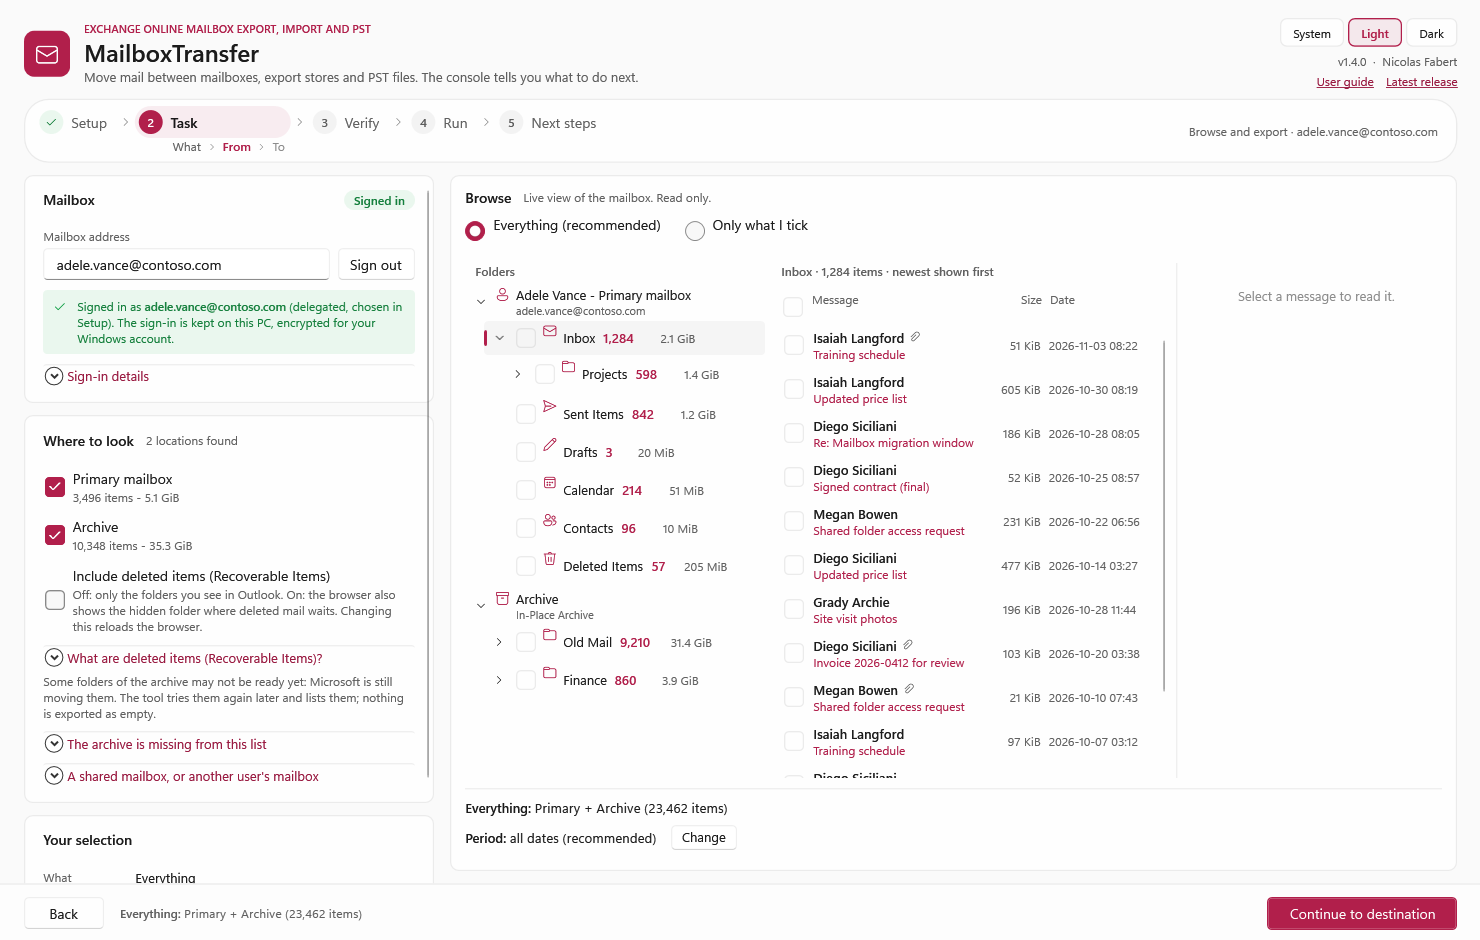 EXCHANGE ONLINE MAILBOX EXPORT, IMPORT AND PST
MailboxTransfer
Move mail between mailboxes, export stores and PST files. The console tells you what to do next.
System
Light
Dark
v1.4.0 · Nicolas Fabert
User guide
Latest release
Setup
2
Task
3
Verify
4
Run
5
Next steps
What
From
To
Browse and export · adele.vance@contoso.com
Mailbox
Signed in
Mailbox address
adele.vance@contoso.com
Sign out
Signed in as adele.vance@contoso.com (delegated, chosen in
Setup). The sign-in is kept on this PC, encrypted for your
Windows account.
Sign-in details
Where to look
2 locations found
Primary mailbox
3,496 items - 5.1 GiB
Archive
10,348 items - 35.3 GiB
Include deleted items (Recoverable Items)
Off: only the folders you see in Outlook. On: the browser also
shows the hidden folder where deleted mail waits. Changing
this reloads the browser.
What are deleted items (Recoverable Items)?
Some folders of the archive may not be ready yet: Microsoft is still
moving them. The tool tries them again later and lists them; nothing
is exported as empty.
The archive is missing from this list
A shared mailbox, or another user's mailbox
Your selection
What
Everything
Browse
Live view of the mailbox. Read only.
Everything (recommended)
Only what I tick
Folders
Adele Vance - Primary mailbox
adele.vance@contoso.com
Inbox 1,284 2.1 GiB
Projects 598 1.4 GiB
Sent Items 842 1.2 GiB
Drafts 3 20 MiB
Calendar 214 51 MiB
Contacts 96 10 MiB
Deleted Items 57 205 MiB
Archive
In-Place Archive
Old Mail 9,210 31.4 GiB
Finance 860 3.9 GiB
Inbox · 1,284 items · newest shown first
Message Size Date
Isaiah Langford
Training schedule
51 KiB 2026-11-03 08:22
Isaiah Langford
Updated price list
605 KiB 2026-10-30 08:19
Diego Siciliani
Re: Mailbox migration window
186 KiB 2026-10-28 08:05
Diego Siciliani
Signed contract (final)
52 KiB 2026-10-25 08:57
Megan Bowen
Shared folder access request
231 KiB 2026-10-22 06:56
Diego Siciliani
Updated price list
477 KiB 2026-10-14 03:27
Grady Archie
Site visit photos
196 KiB 2026-10-28 11:44
Diego Siciliani
Invoice 2026-0412 for review
103 KiB 2026-10-20 03:38
Megan Bowen
Shared folder access request
21 KiB 2026-10-10 07:43
Isaiah Langford
Training schedule
97 KiB 2026-10-07 03:12
Diego Siciliani
Select a message to read it.
Everything: Primary + Archive (23,462 items)
Period: all dates (recommended)
Change
Back
Everything: Primary + Archive (23,462 items)
Continue to destination